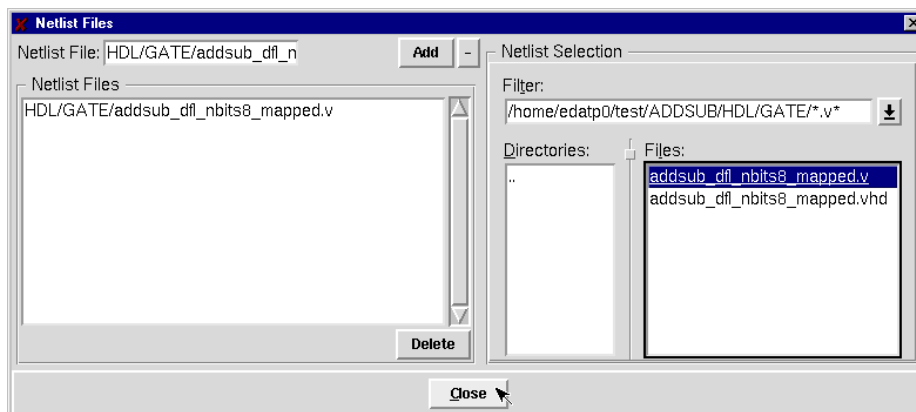 Netlist Files
Netlist File: HDL/GATE/addsub_dfl_n
Add
-
Netlist Files
HDL/GATE/addsub_dfl_nbits8_mapped.v
Delete
Netlist Selection
Filter:
/home/edatp0/test/ADDSUB/HDL/GATE/*.v*
Directories:
..
Files:
addsub_dfl_nbits8_mapped.v
addsub_dfl_nbits8_mapped.vhd
Close